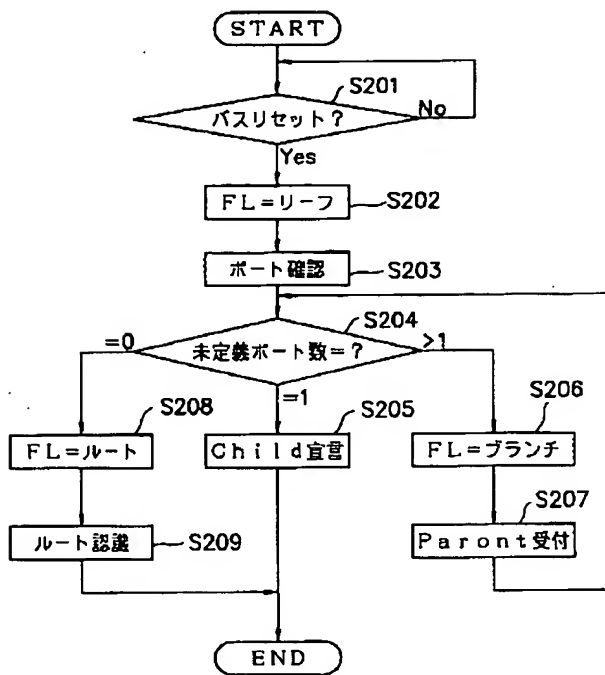 START
S201
バスリセット?
No
Yes
FL=リーフ
S202
ポート確認
S203
S204
=0
未定義ポート数=?
>1
=1
S208
S205
S206
FL=ルート
Child宣言
FL=ブランチ
S207
ルート認識
S209
Paront受付
END